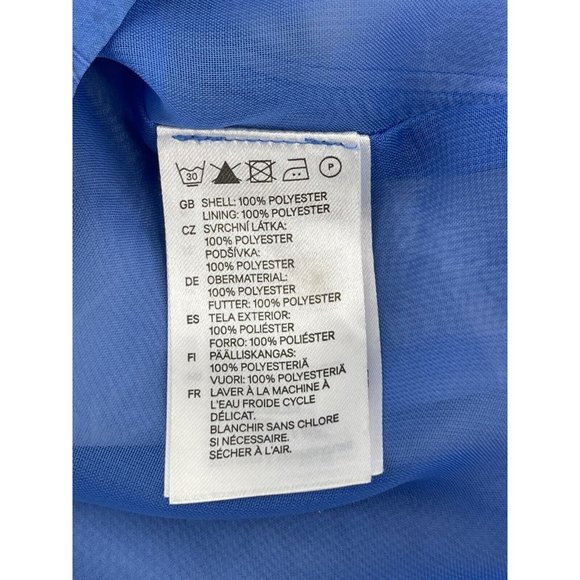 30 P
GB SHELL: 100% POLYESTER
LINING: 100% POLYESTER
CZ SVRCHNÍ LÁTKA:
100% POLYESTER
PODŠÍVKA:
100% POLYESTER
DE OBERMATERIAL:
100% POLYESTER
FUTTER: 100% POLYESTER
ES TELA EXTERIOR:
100% POLIÉSTER
FORRO: 100% POLIÉSTER
FI PÄÄLLISKANGAS:
100% POLYESTERIÄ
VUORI: 100% POLYESTERIÄ
FR LAVER À LA MACHINE À
L'EAU FROIDE CYCLE
DÉLICAT.
BLANCHIR SANS CHLORE
SI NÉCESSAIRE.
SÉCHER À L'AIR.